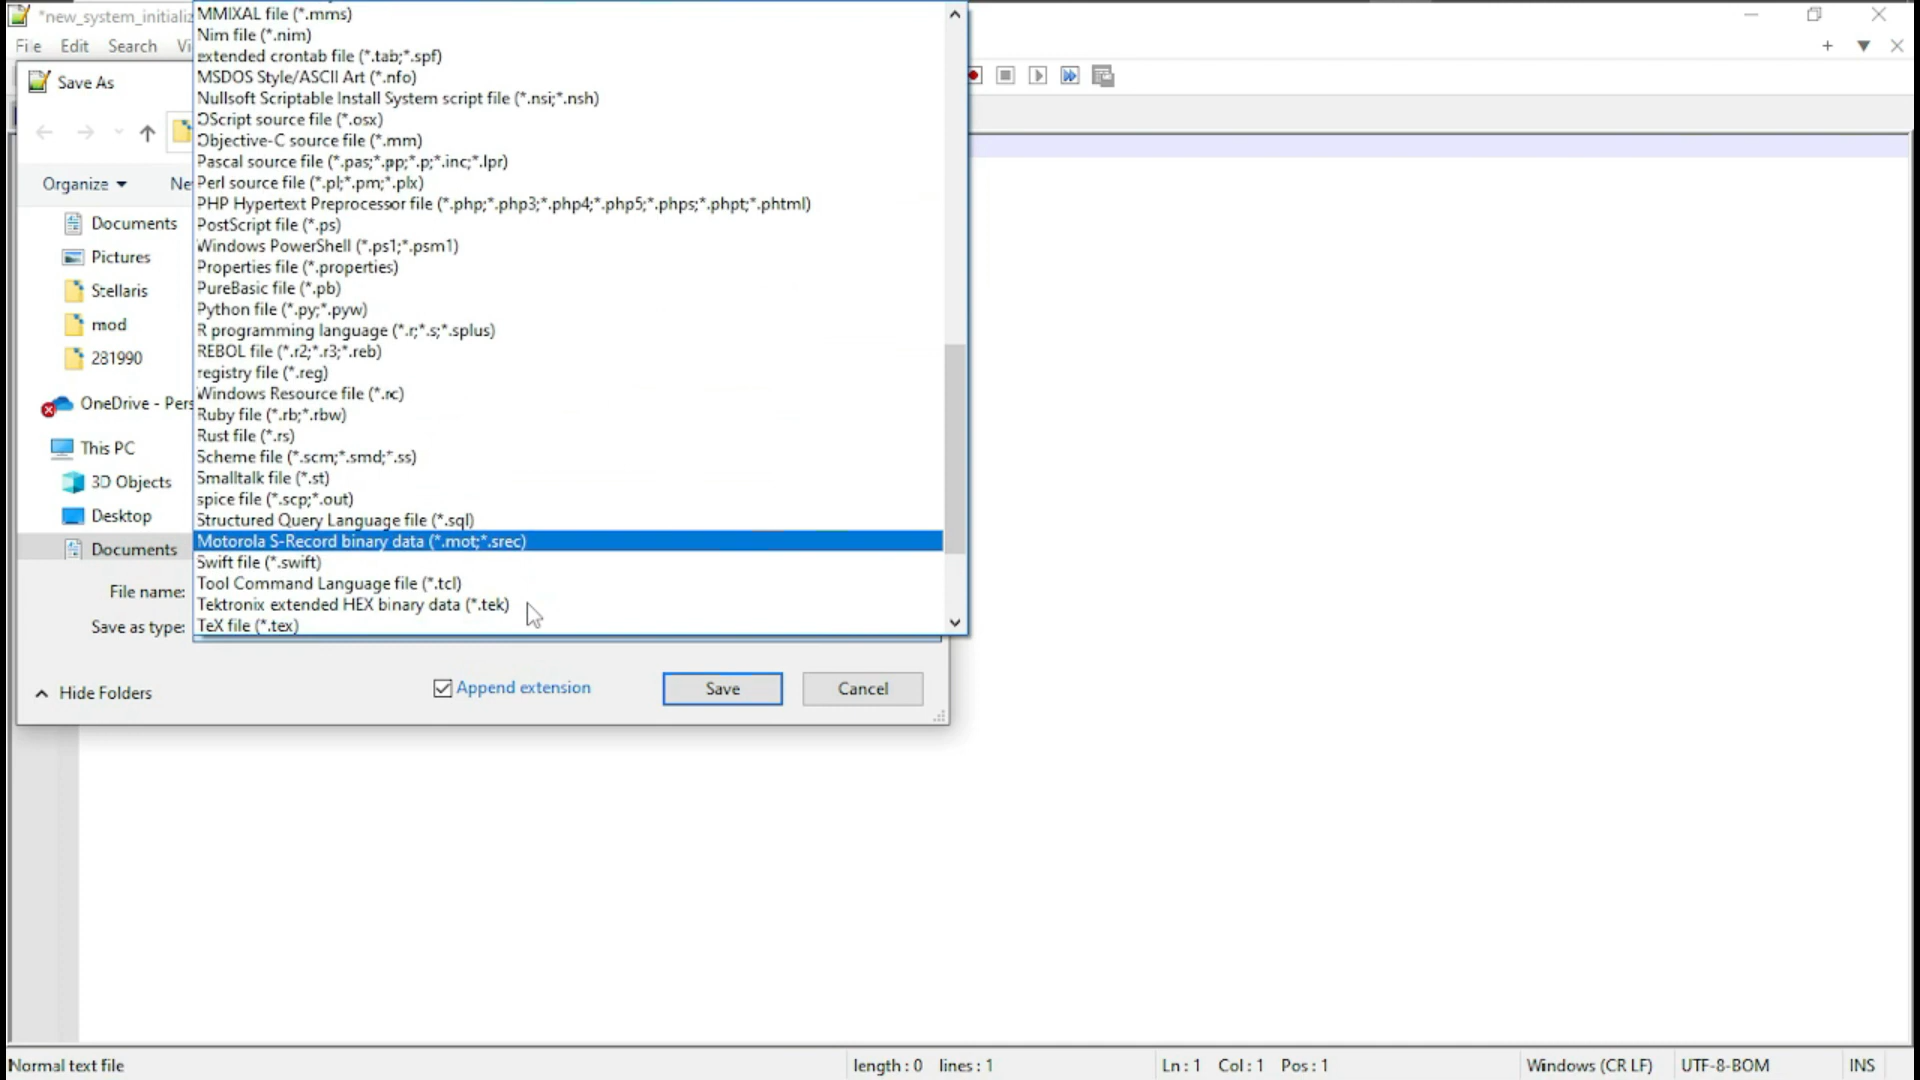 *new_system_initializ
File Edit Search Vi
Save As
Organize
Ne
Documents
Pictures
Stellaris
mod
281990
OneDrive - Pers
This PC
3D Objects
Desktop
Documents
MMIXAL file (*.mms)
Nim file (*.nim)
extended crontab file (*.tab;*.spf)
MSDOS Style/ASCII Art (*.nfo)
Nullsoft Scriptable Install System script file (*.nsi;*.nsh)
OScript source file (*.osx)
Objective-C source file (*.mm)
Pascal source file (*.pas;*.pp;*.p;*.inc;*.lpr)
Perl source file (*.pl;*.pm;*.plx)
PHP Hypertext Preprocessor file (*.php;*.php3;*.php4;*.php5;*.phps;*.phpt;*.phtml)
PostScript file (*.ps)
Windows PowerShell (*.ps1;*.psm1)
Properties file (*.properties)
PureBasic file (*.pb)
Python file (*.py;*.pyw)
R programming language (*.r;*.s;*.splus)
REBOL file (*.r2;*.r3;*.reb)
registry file (*.reg)
Windows Resource file (*.rc)
Ruby file (*.rb;*.rbw)
Rust file (*.rs)
Scheme file (*.scm;*.smd;*.ss)
Smalltalk file (*.st)
spice file (*.scp;*.out)
Structured Query Language file (*.sql)
Motorola S-Record binary data (*.mot;*.srec)
Swift file (*.swift)
Tool Command Language file (*.tcl)
Tektronix extended HEX binary data (*.tek)
TeX file (*.tex)
File name:
Save as type:
Hide Folders
Append extension
Save
Cancel
Normal text file
length : 0 lines : 1
Ln : 1 Col : 1 Pos : 1
Windows (CR LF)
UTF-8-BOM
INS